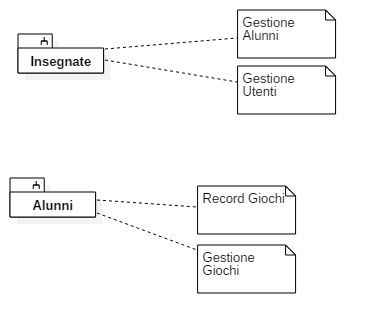 Insegnate
Gestione
Alunni
Gestione
Utenti
Alunni
Record Giochi
Gestione
Giochi